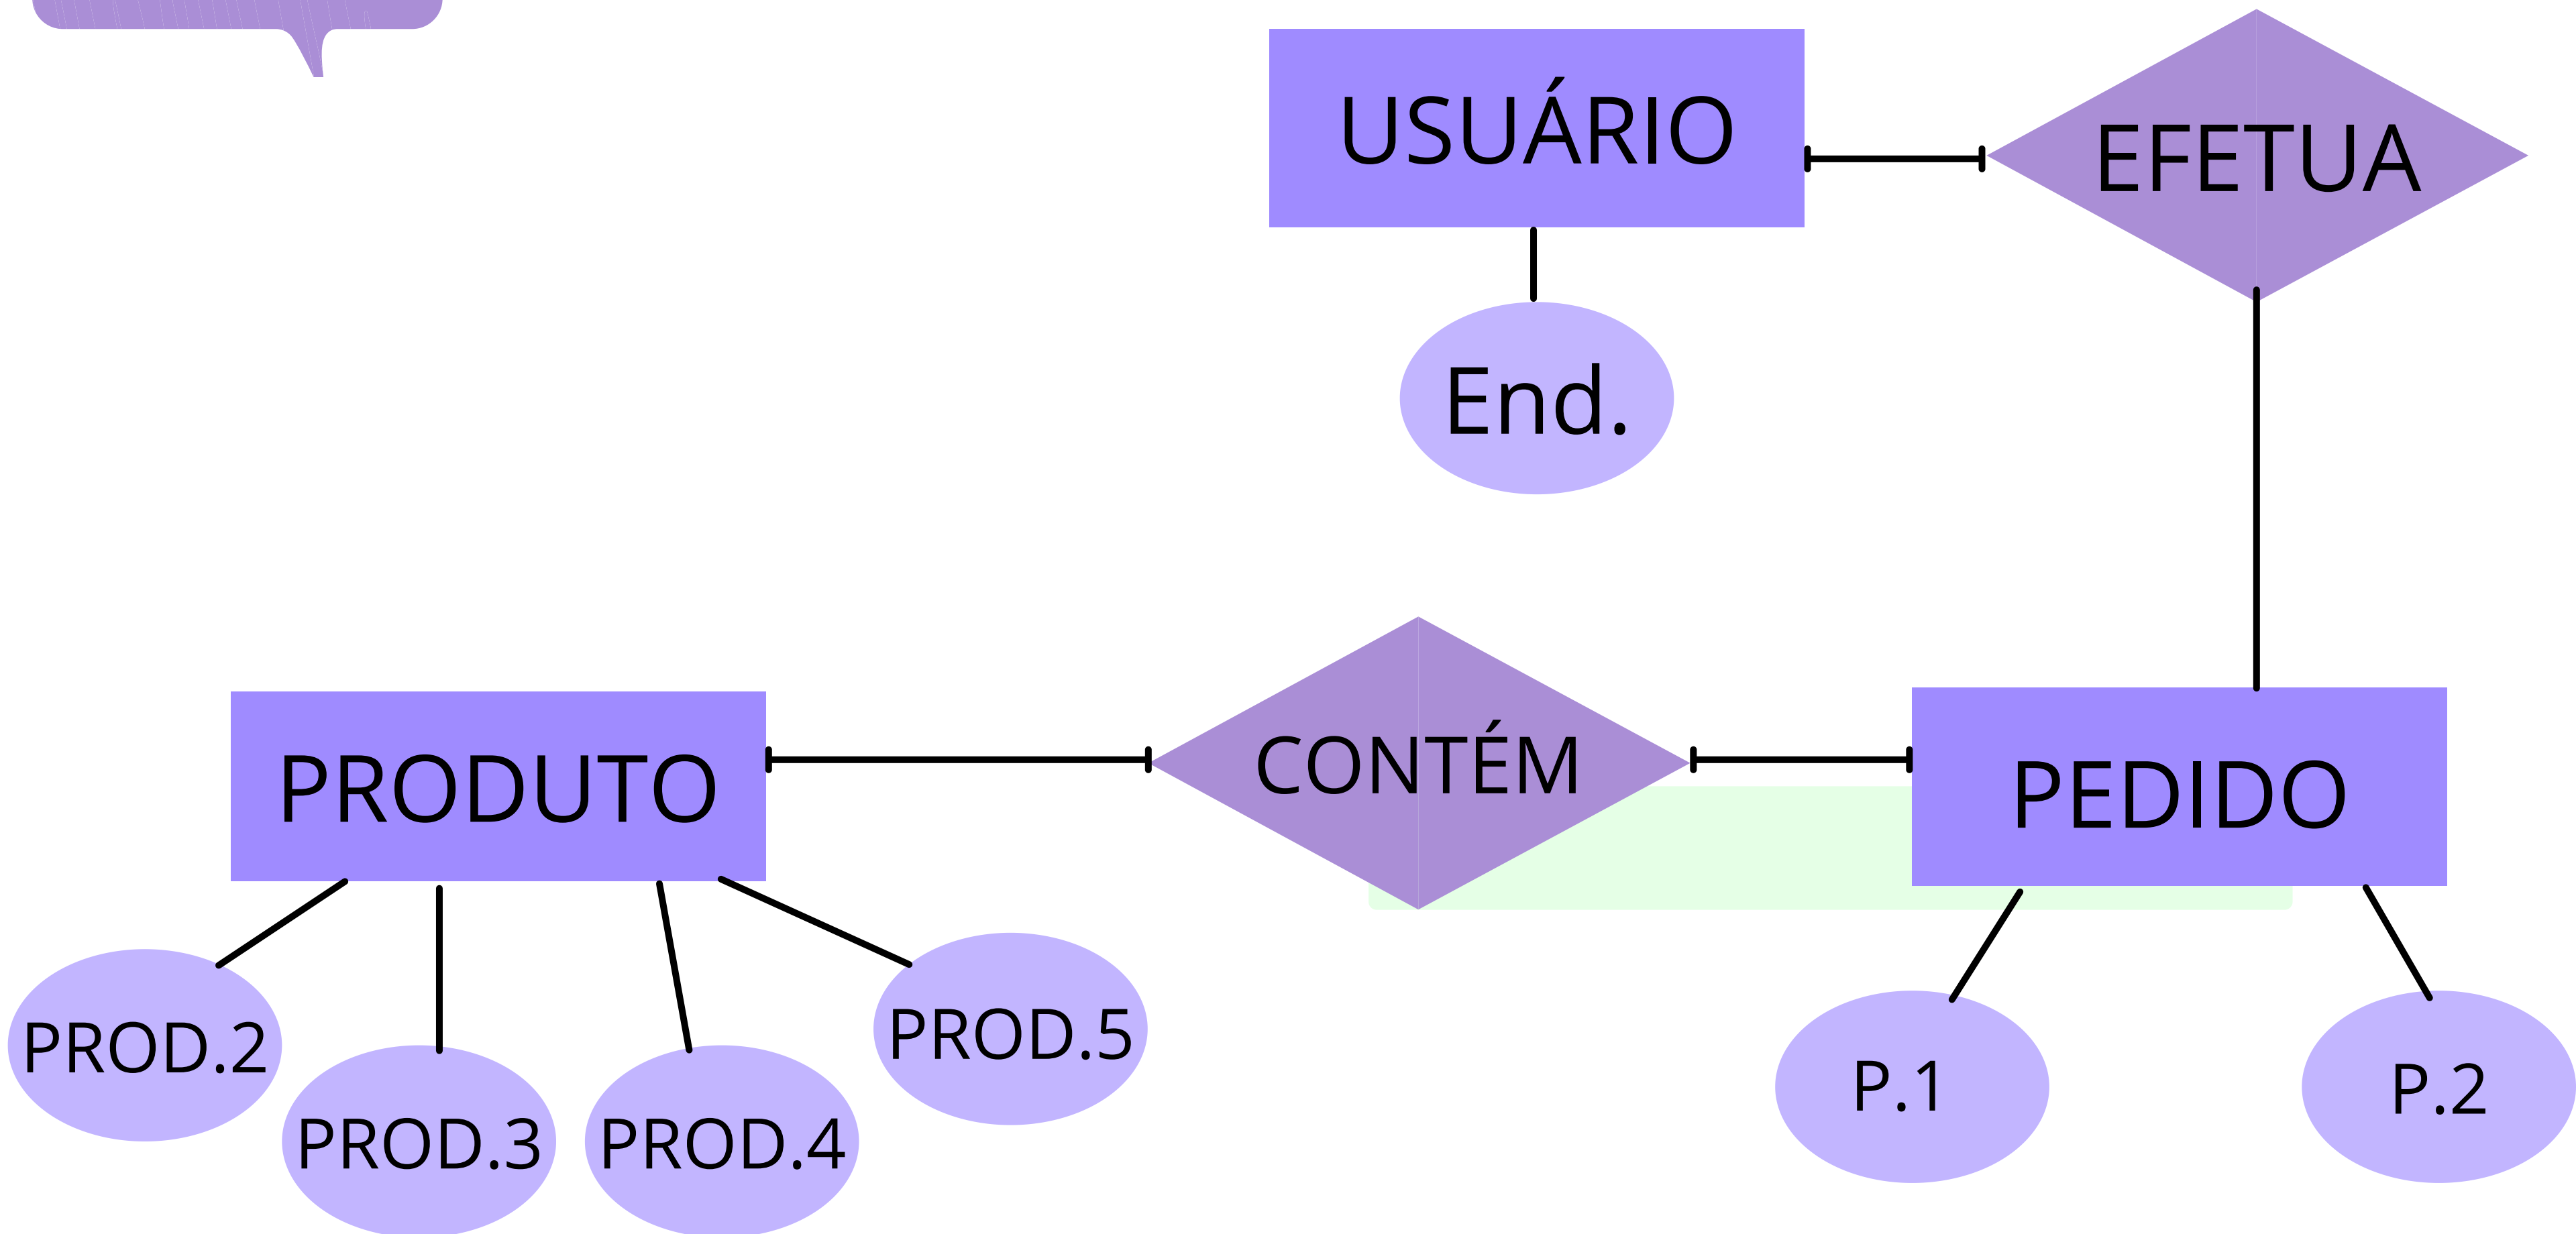 USUÁRIO
EFETUA
End.
PRODUTO
CONTÉM
PEDIDO
PROD.2
PROD.3
PROD.4
PROD.5
P.1
P.2